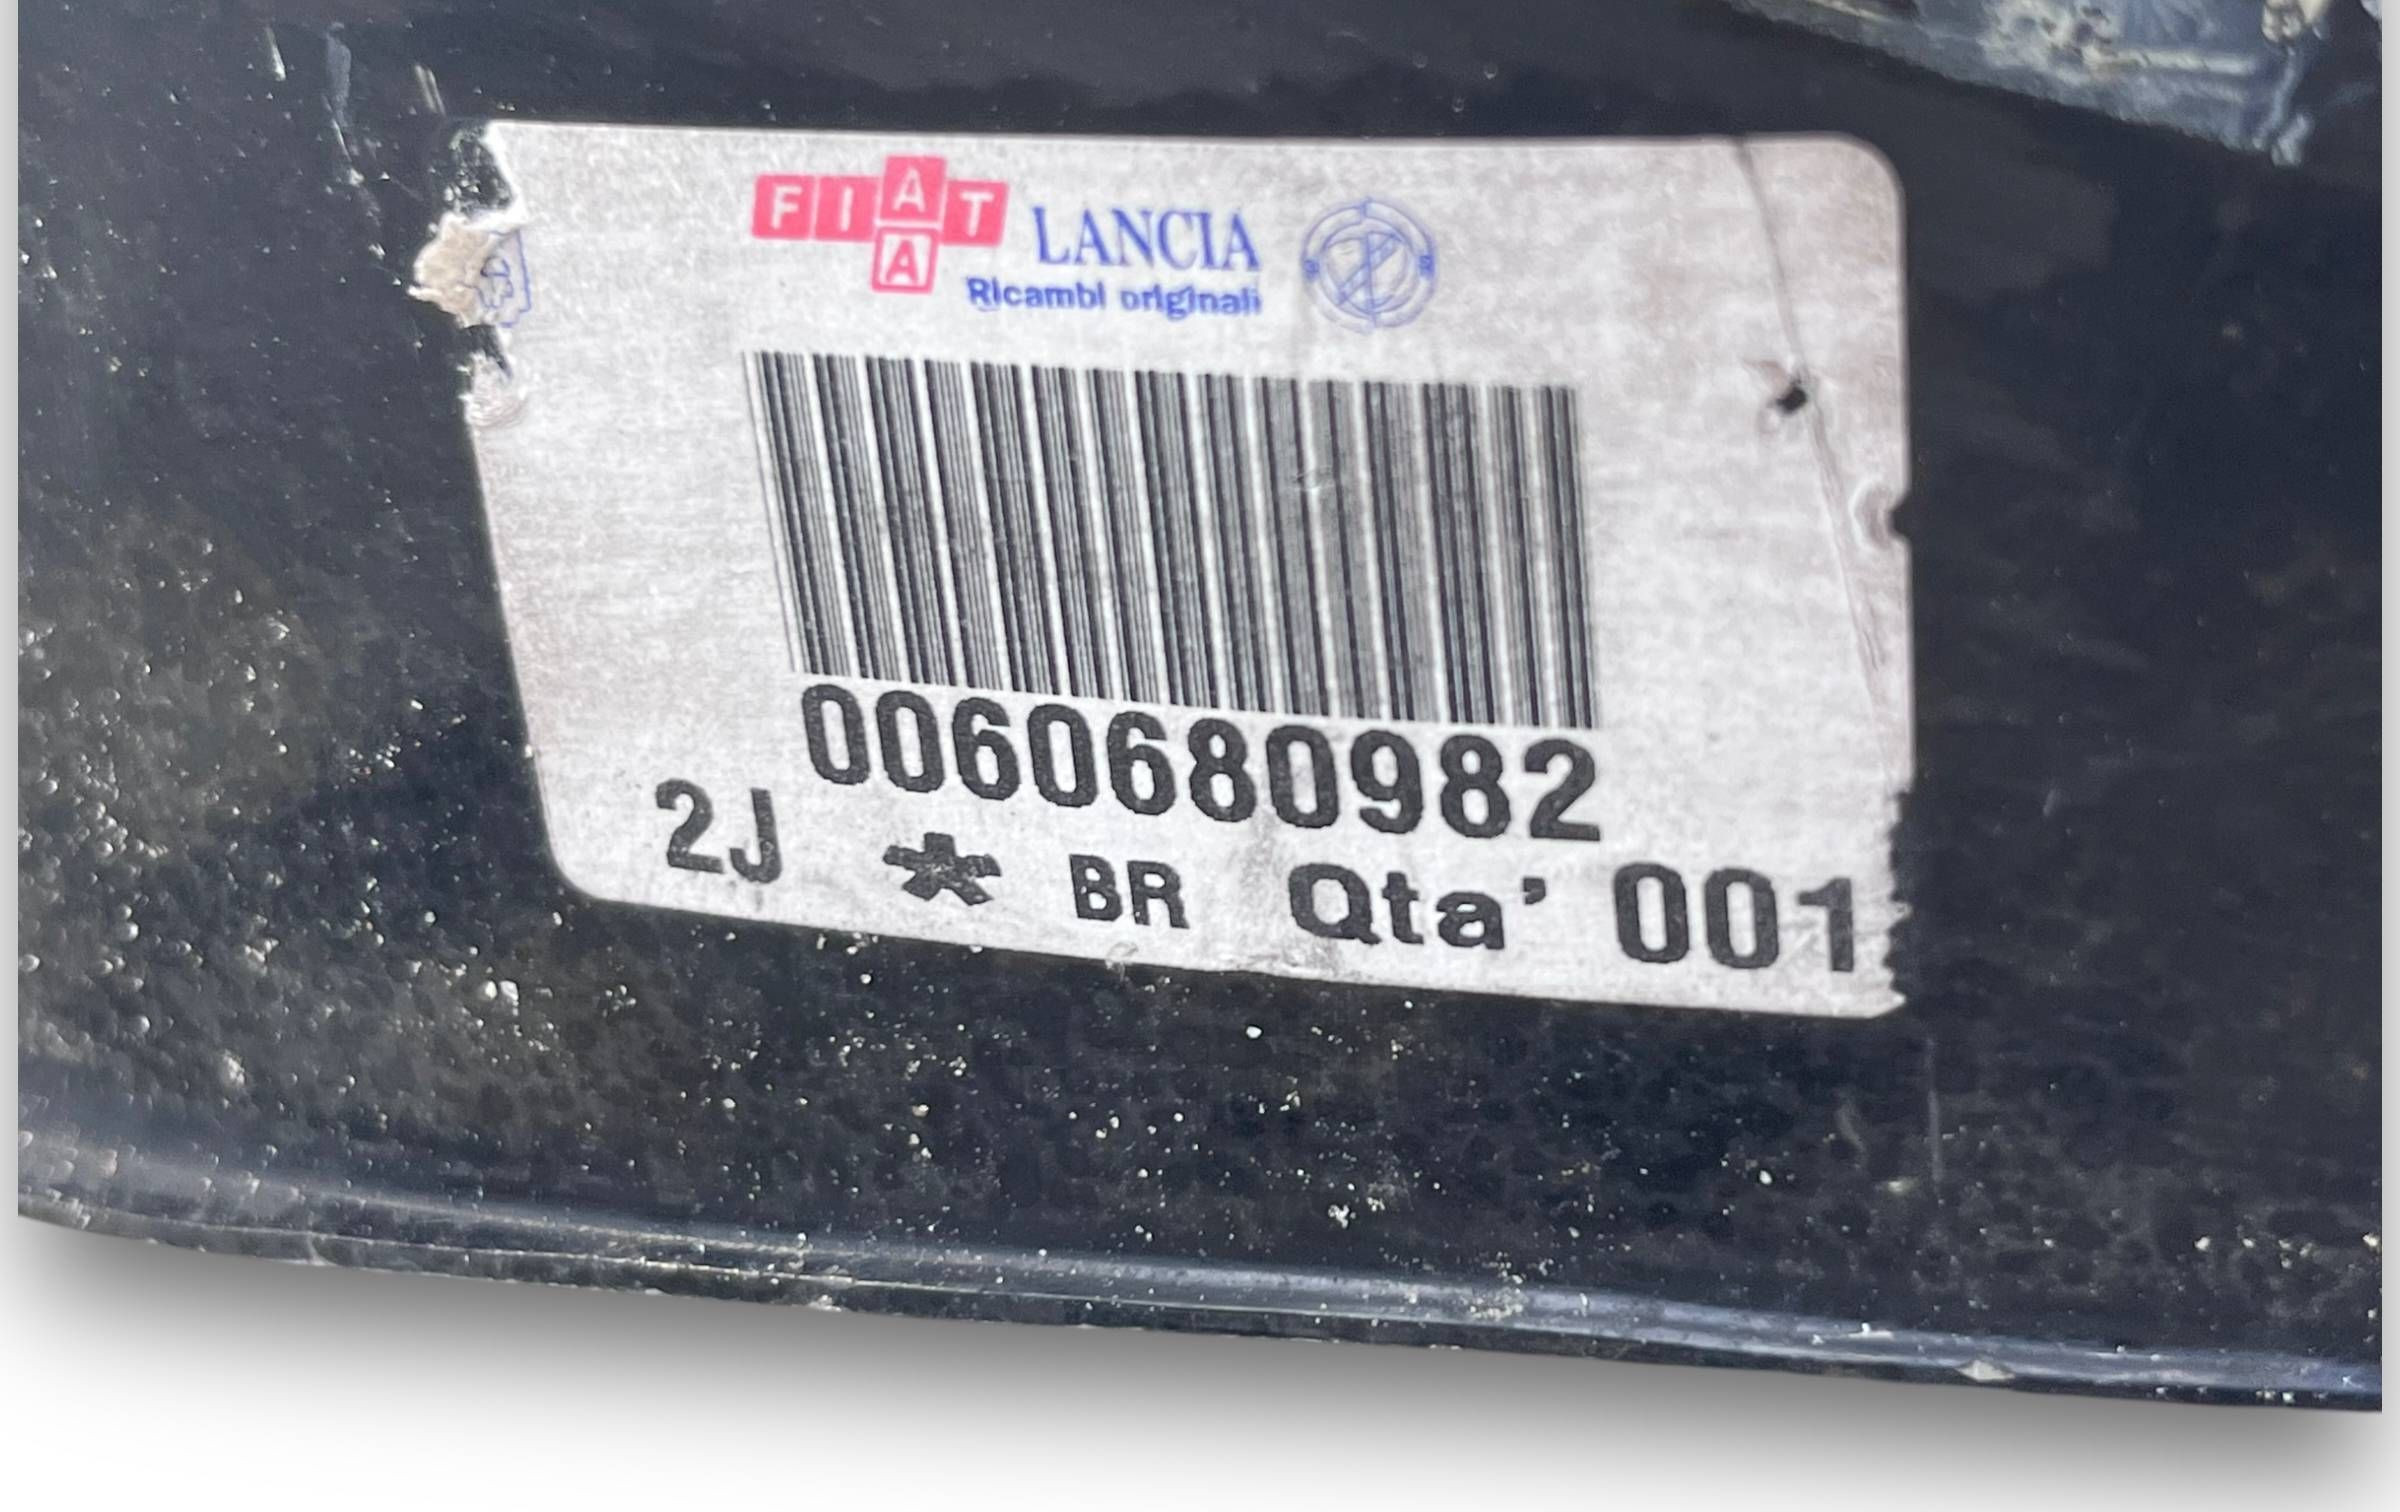 FIAT
A
LANCIA
Ricambi originali
0060680982
2J * BR Qta' 001